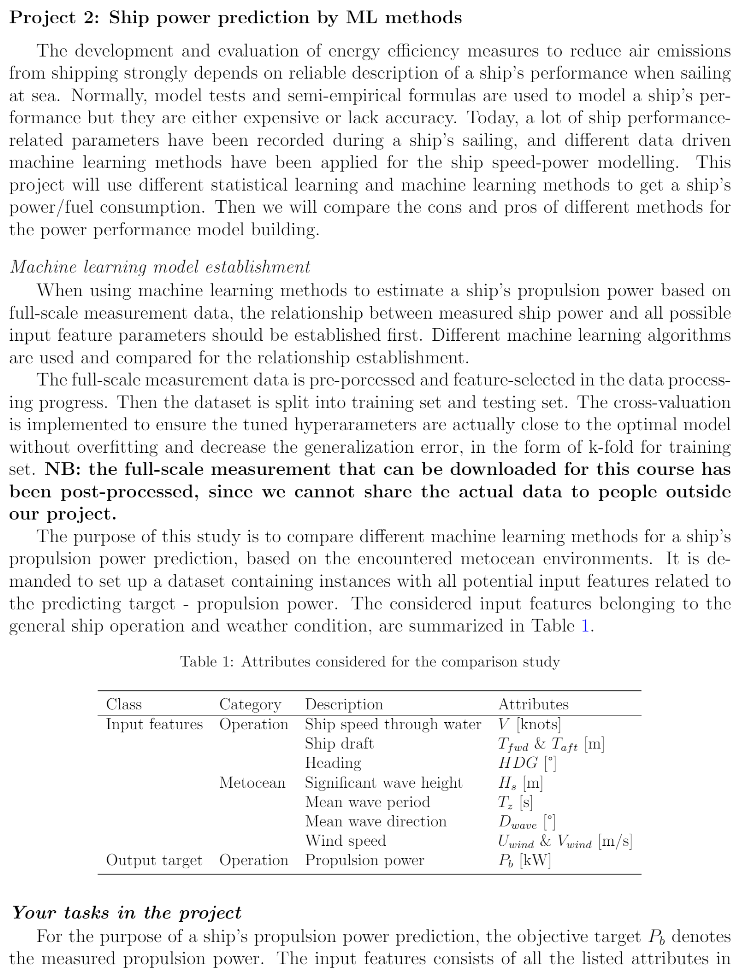 Project 2: Ship power prediction by ML methods
The development and evaluation of energy efficiency measures to reduce air emissions
from shipping strongly depends on reliable description of a ship's performance when sailing
at sea. Normally, model tests and semi-empirical formulas are used to model a ship's per-
formance but they are either expensive or lack accuracy. Today, a lot of ship performance-
related parameters have been recorded during a ship's sailing, and different data driven
machine learning methods have been applied for the ship speed-power modelling. This
project will use different statistical learning and machine learning methods to get a ship's
power/fuel consumption. Then we will compare the cons and pros of different methods for
the power performance model building.
Machine learning model establishment
When using machine learning methods to estimate a ship's propulsion power based on
full-scale measurement data, the relationship between measured ship power and all possible
input feature parameters should be established first. Different machine learning algorithms
are used and compared for the relationship establishment.
The full-scale measurement data is pre-porcessed and feature-selected in the data process-
ing progress. Then the dataset is split into training set and testing set. The cross-valuation
is implemented to ensure the tuned hyperarameters are actually close to the optimal model
without overfitting and decrease the generalization error, in the form of k-fold for training
set. NB: the full-scale measurement that can be downloaded for this course has
been post-processed, since we cannot share the actual data to people outside
our project.
The purpose of this study is to compare different machine learning methods for a ship's
propulsion power prediction, based on the encountered metocean environments. It is de-
manded to set up a dataset containing instances with all potential input features related to
the predicting target - propulsion power. The considered input features belonging to the
general ship operation and weather condition, are summarized in Table 1.
Table 1: Attributes considered for the comparison study
Class Category Description Attributes
Input features Operation Ship speed through water V [knots]
Ship draft T_fwd & T_aft [m]
Heading HDG [°]
Metocean Significant wave height H_s [m]
Mean wave period T_z [s]
Mean wave direction D_wave [°]
Wind speed U_wind & V_wind [m/s]
Output target Operation Propulsion power P_b [kW]
Your tasks in the project
For the purpose of a ship's propulsion power prediction, the objective target P_b denotes
the measured propulsion power. The input features consists of all the listed attributes in